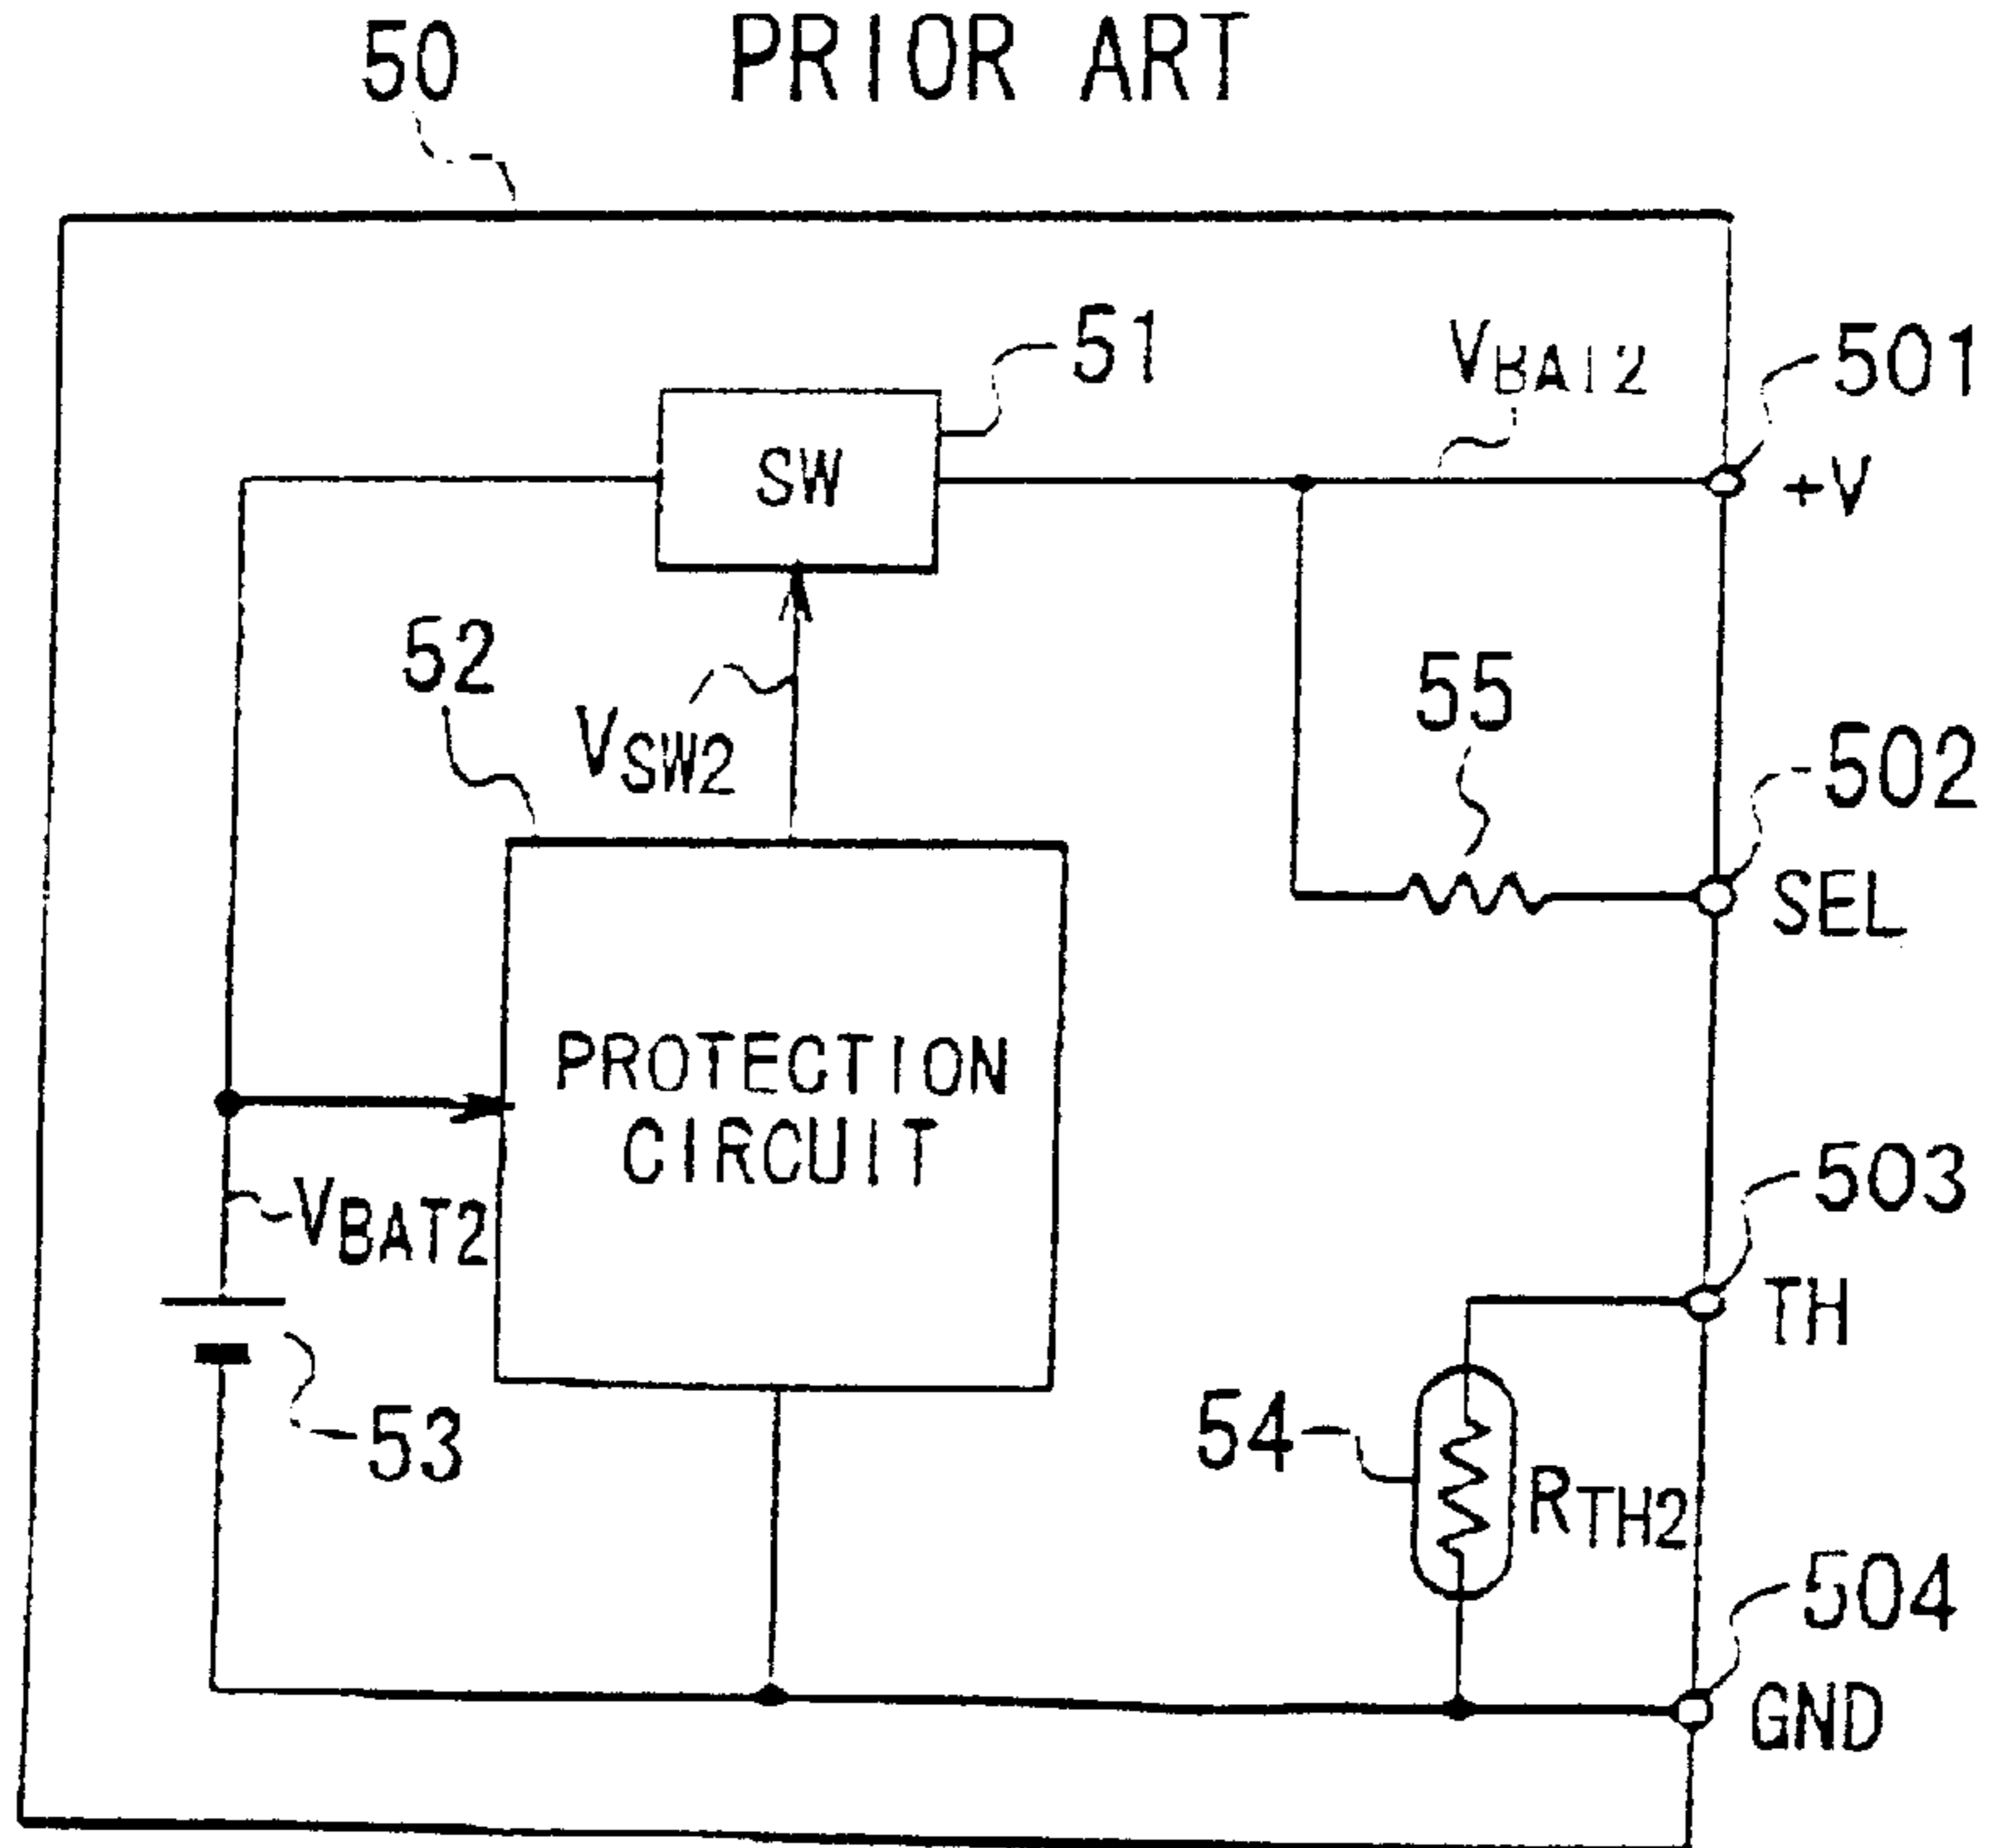 PRIOR ART
50
51
VBAT2
501
SW
+V
52
VSW2
55
502
SEL
PROTECTION
CIRCUIT
503
VBAT2
TH
53
54
RTH2
504
GND